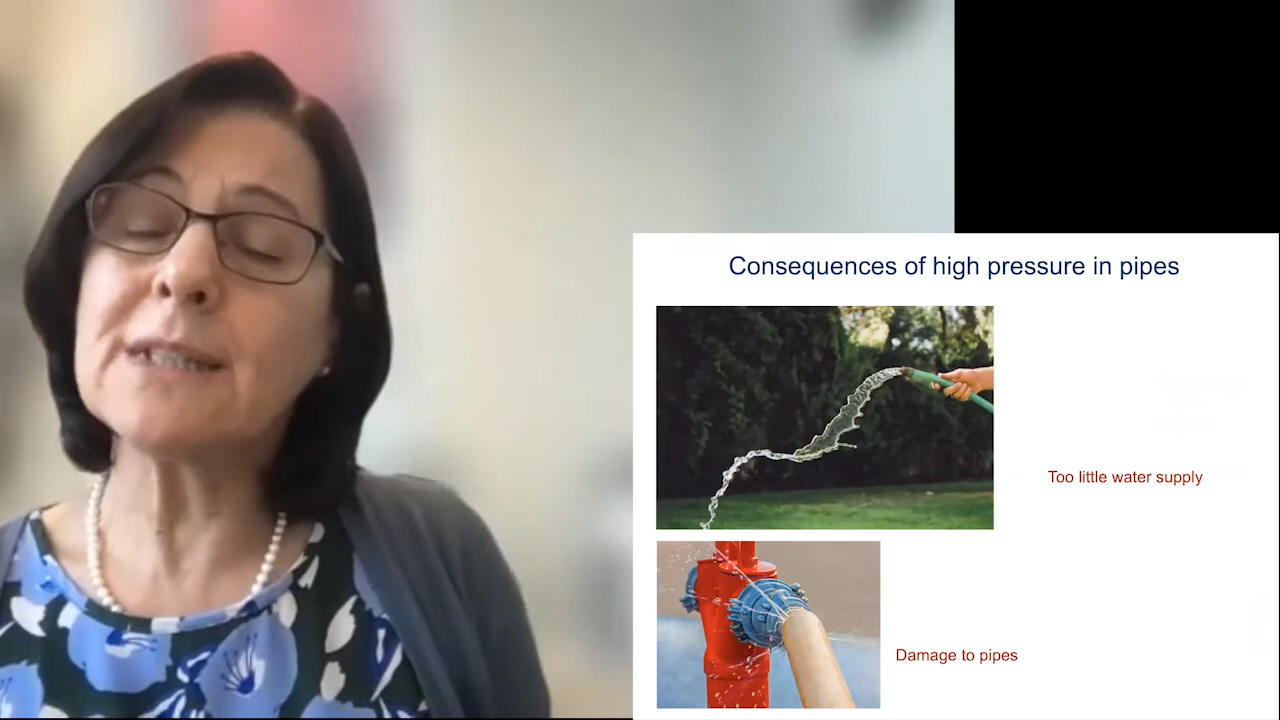 Consequences of high pressure in pipes
Too little water supply
Damage to pipes